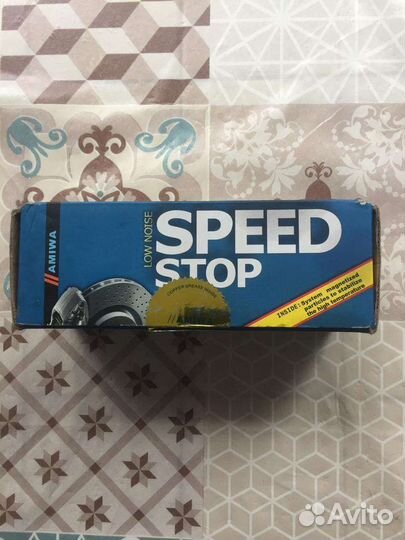 AMIWA
LOW NOISE
SPEED
STOP
COPPER GREASE INSIDE
INSIDE: System magnetized
particles to stabilize
the high temperature
Avito